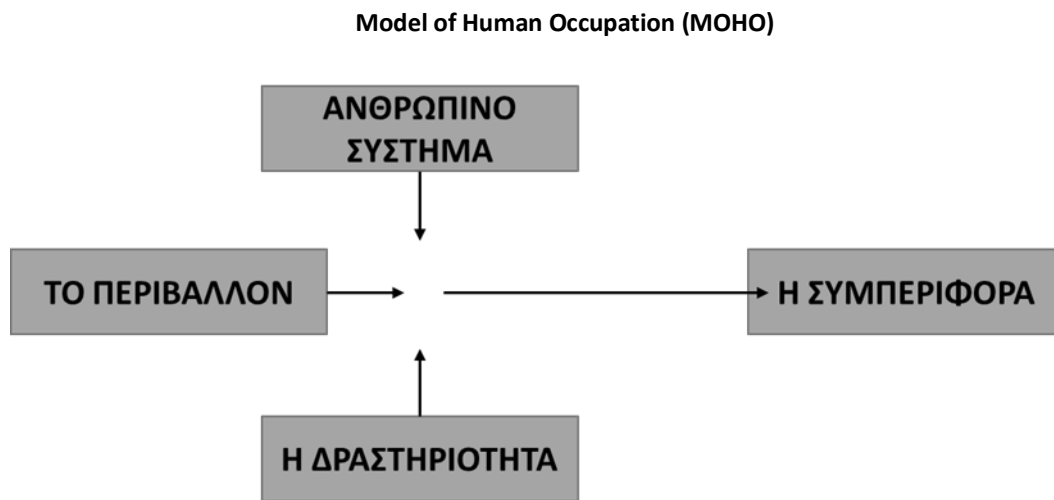 Model of Human Occupation (MOHO)
ΑΝΘΡΩΠΙΝΟ
ΣΥΣΤΗΜΑ
ΤΟ ΠΕΡΙΒΑΛΛΟΝ
Η ΣΥΜΠΕΡΙΦΟΡΑ
Η ΔΡΑΣΤΗΡΙΟΤΗΤΑ